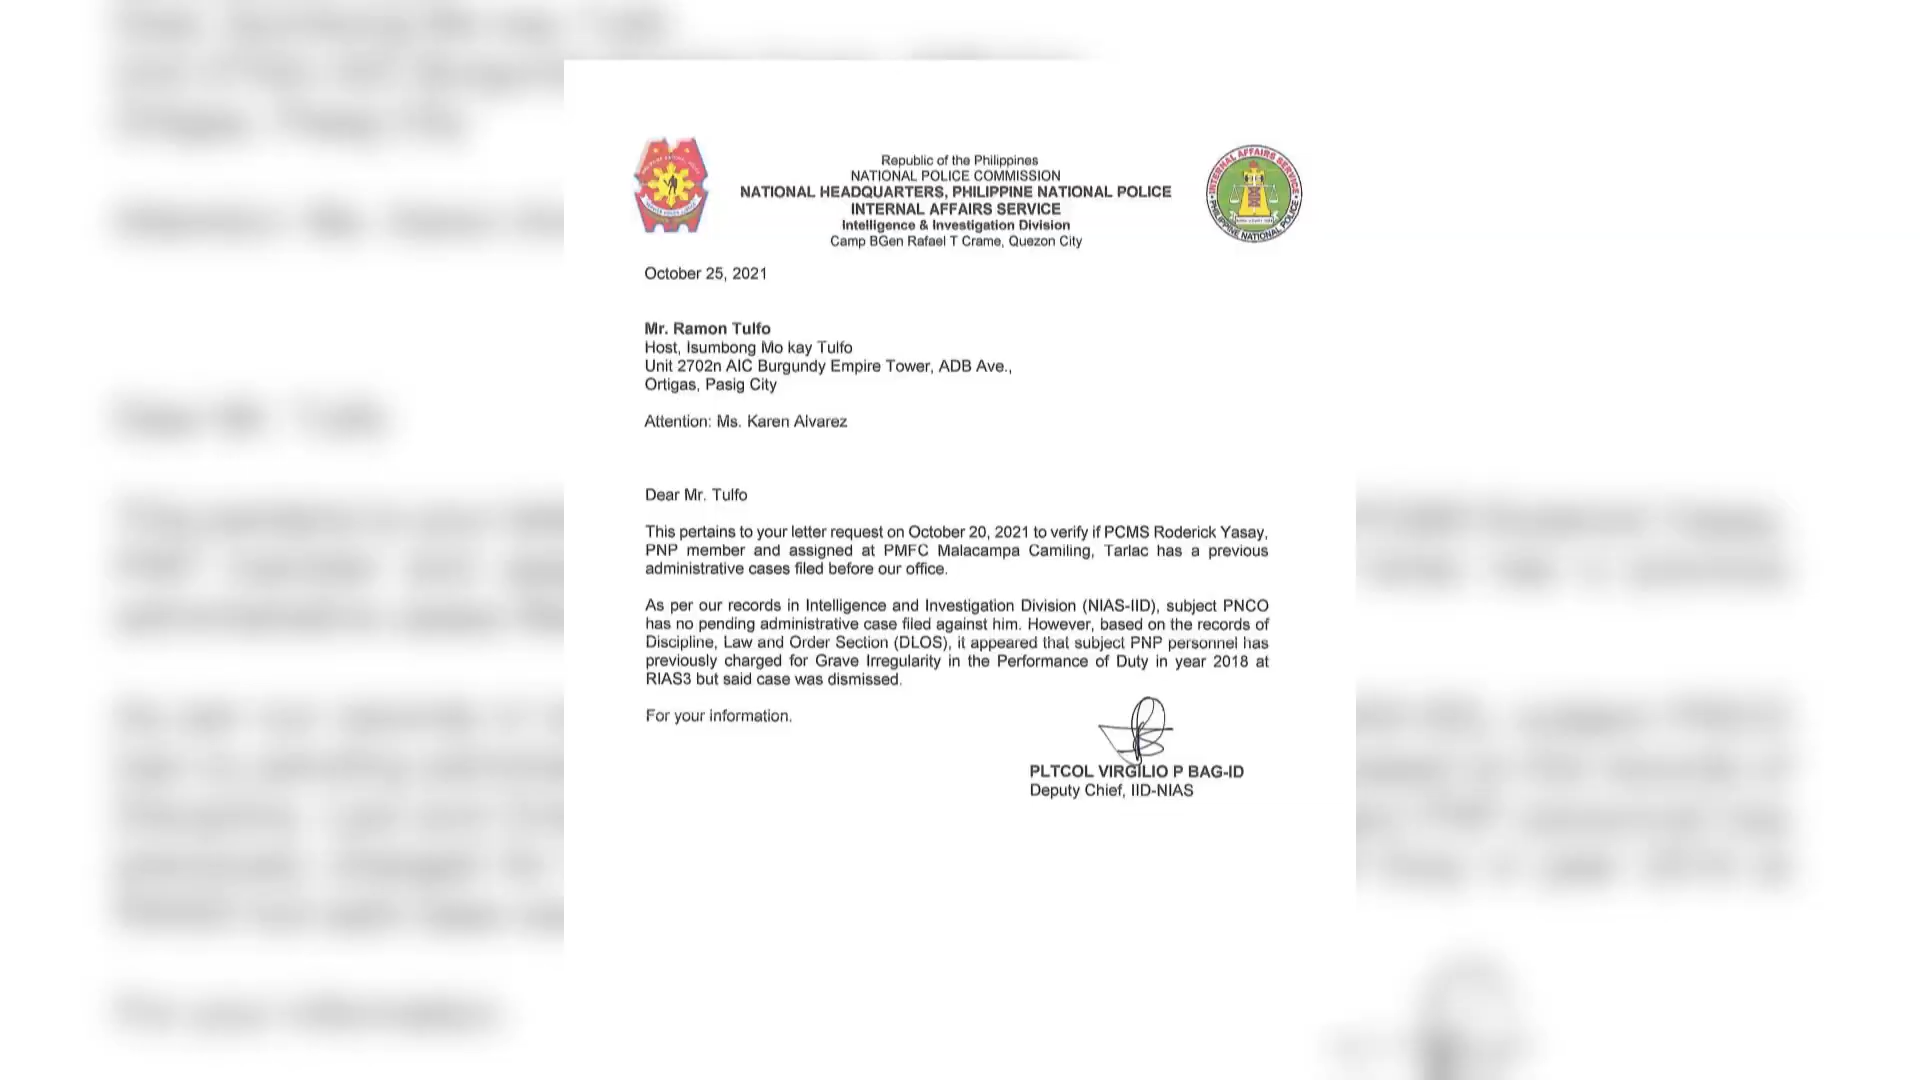 Republic of the Philippines
NATIONAL POLICE COMMISSION
NATIONAL HEADQUARTERS, PHILIPPINE NATIONAL POLICE
INTERNAL AFFAIRS SERVICE
Intelligence & Investigation Division
Camp BGen Rafael T Crame, Quezon City
INTERNAL AFFAIRS SERVICE
PHILIPPINE NATIONAL POLICE
October 25, 2021
Mr. Ramon Tulfo
Host, Isumbong Mo kay Tulfo
Unit 2702n AIC Burgundy Empire Tower, ADB Ave.,
Ortigas, Pasig City
Attention: Ms. Karen Alvarez
Dear Mr. Tulfo
This pertains to your letter request on October 20, 2021 to verify if PCMS Roderick Yasay,
PNP member and assigned at PMFC Malacampa Camiling, Tarlac has a previous
administrative cases filed before our office.
As per our records in Intelligence and Investigation Division (NIAS-IID), subject PNCO
has no pending administrative case filed against him. However, based on the records of
Discipline, Law and Order Section (DLOS), it appeared that subject PNP personnel has
previously charged for Grave Irregularity in the Performance of Duty in year 2018 at
RIAS3 but said case was dismissed.
For your information.
PLTCOL VIRGILIO P BAG-ID
Deputy Chief, IID-NIAS